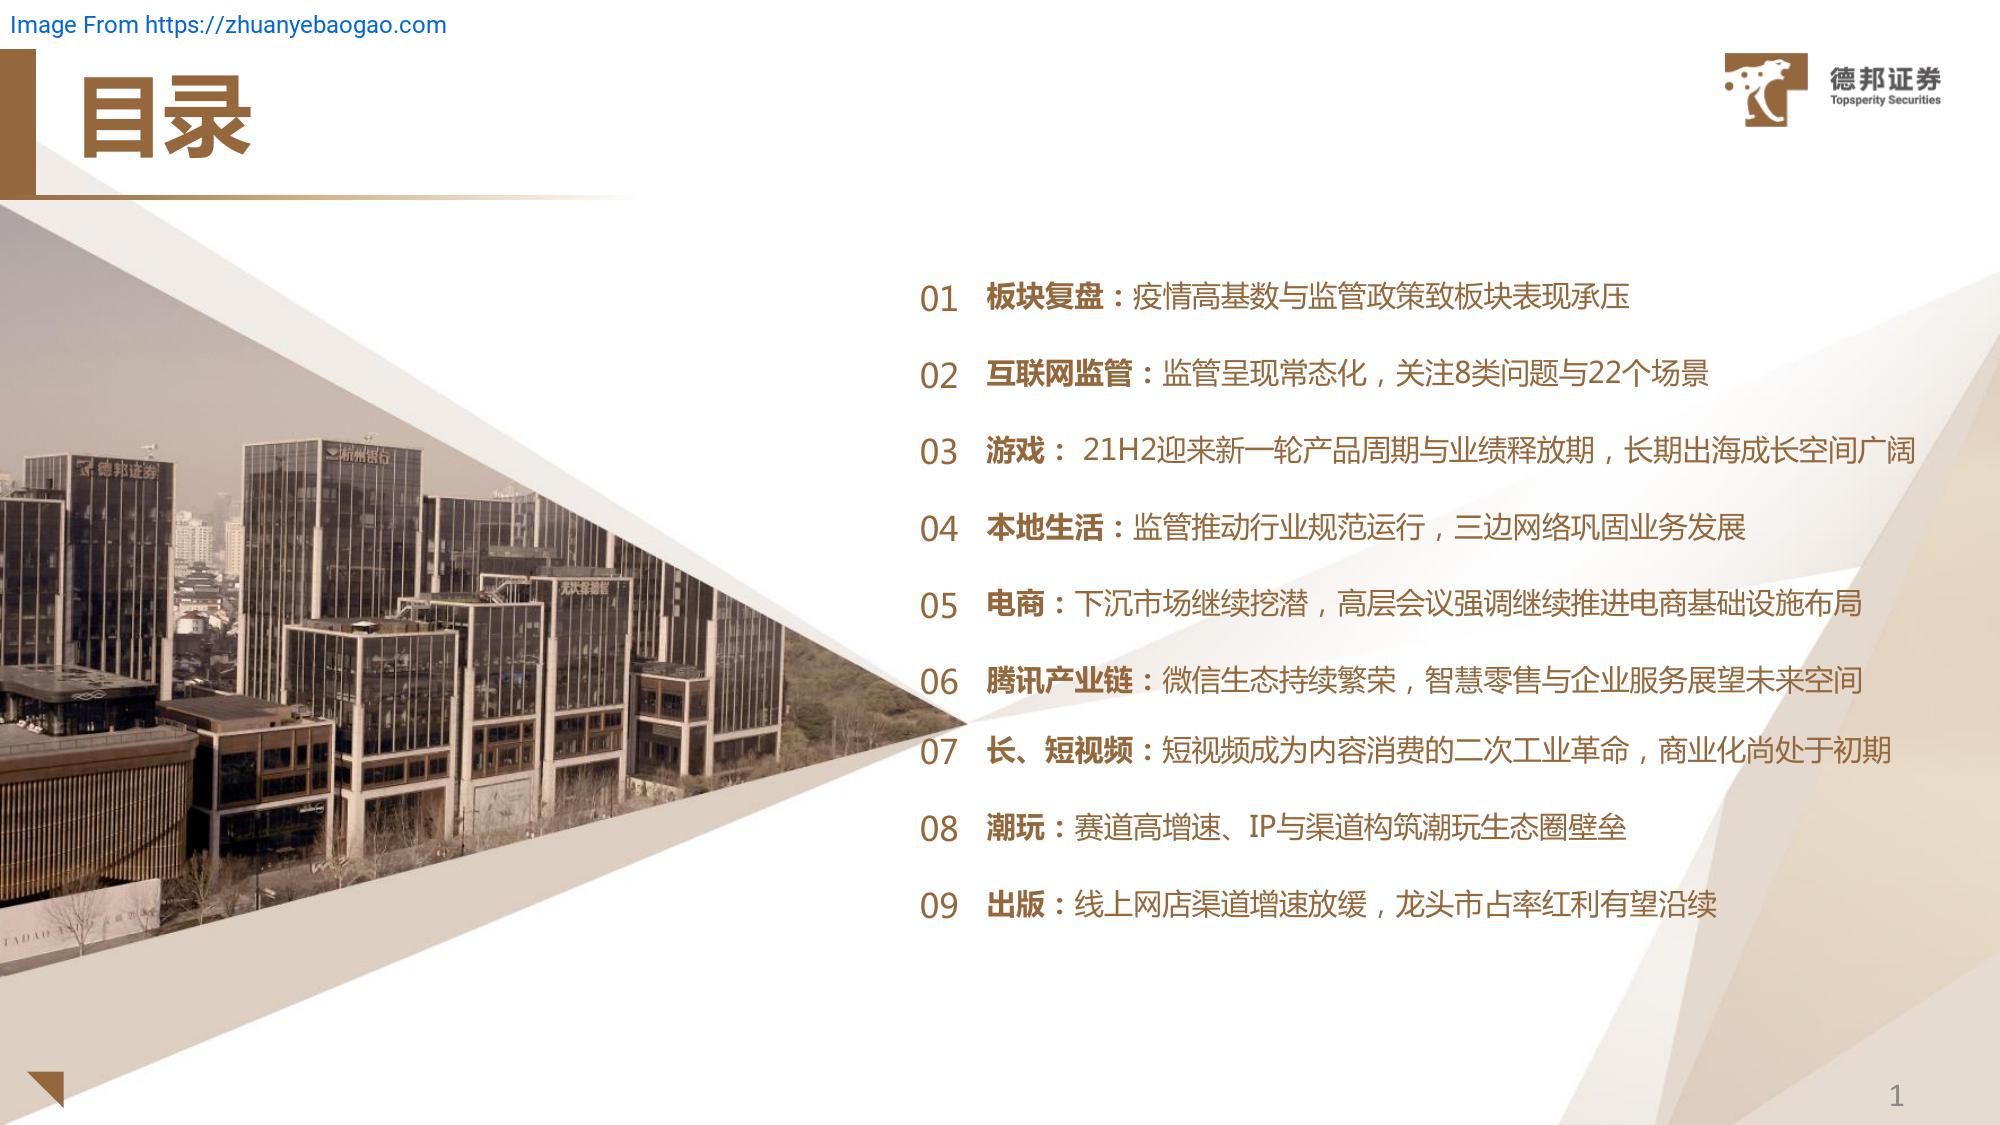 Image From https://zhuanyebaogao.com
目录
德邦证券
Topsperity Securities
01 板块复盘：疫情高基数与监管政策致板块表现承压
02 互联网监管：监管呈现常态化，关注8类问题与22个场景
03 游戏： 21H2迎来新一轮产品周期与业绩释放期，长期出海成长空间广阔
04 本地生活：监管推动行业规范运行，三边网络巩固业务发展
05 电商：下沉市场继续挖潜，高层会议强调继续推进电商基础设施布局
06 腾讯产业链：微信生态持续繁荣，智慧零售与企业服务展望未来空间
07 长、短视频：短视频成为内容消费的二次工业革命，商业化尚处于初期
08 潮玩：赛道高增速、IP与渠道构筑潮玩生态圈壁垒
09 出版：线上网店渠道增速放缓，龙头市占率红利有望沿续
德邦证券
杭州银行
1